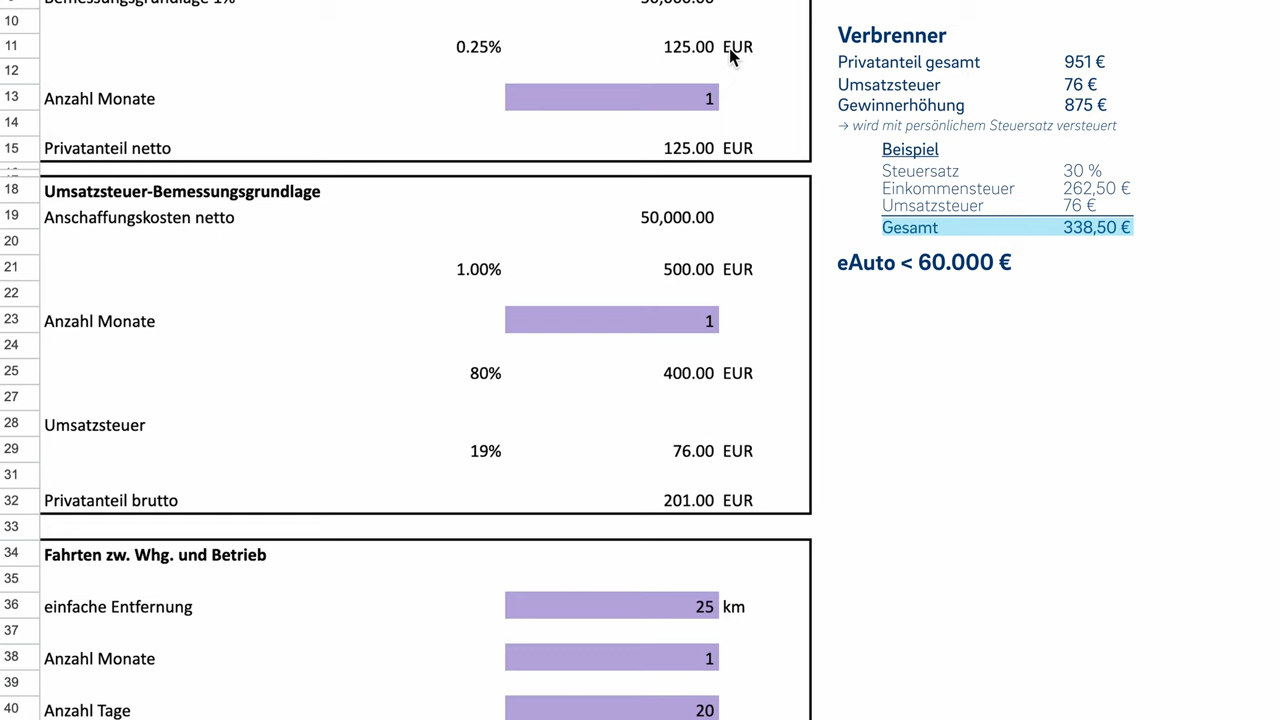 Bemessungsgrundlage 1%
10
11 0.25% 125.00 EUR
12
13 Anzahl Monate 1
14
15 Privatanteil netto 125.00 EUR
18 Umsatzsteuer-Bemessungsgrundlage
19 Anschaffungskosten netto 50,000.00
20
21 1.00% 500.00 EUR
22
23 Anzahl Monate 1
24
25 80% 400.00 EUR
27
28 Umsatzsteuer
29 19% 76.00 EUR
31
32 Privatanteil brutto 201.00 EUR
33
34 Fahrten zw. Whg. und Betrieb
35
36 einfache Entfernung 25 km
37
38 Anzahl Monate 1
39
40 Anzahl Tage 20
Verbrenner
Privatanteil gesamt 951 €
Umsatzsteuer 76 €
Gewinnerhöhung 875 €
→ wird mit persönlichem Steuersatz versteuert
Beispiel
Steuersatz 30 %
Einkommensteuer 262,50 €
Umsatzsteuer 76 €
Gesamt 338,50 €
eAuto < 60.000 €